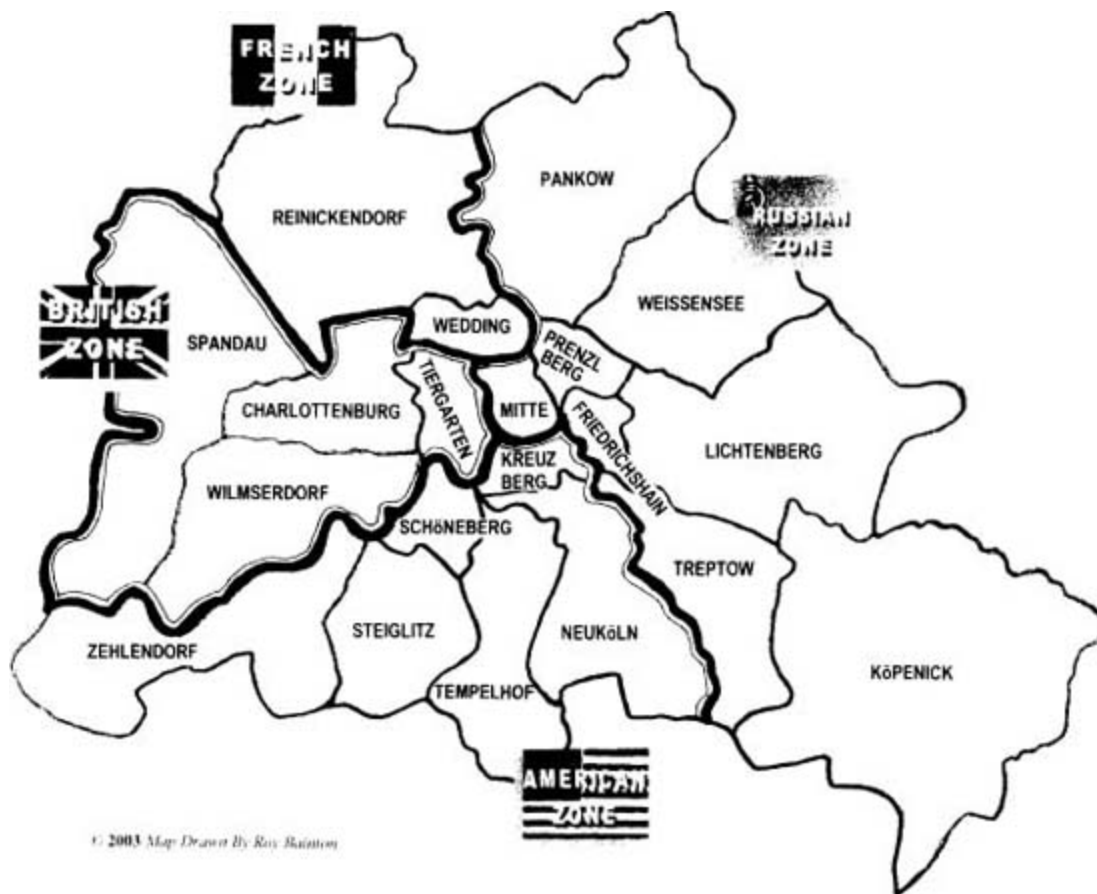 FRENCH
ZONE
PANKOW
RUSSIAN
ZONE
REINICKENDORF
BRITISH
ZONE
SPANDAU
WEDDING
WEISSENSEE
PRENZL
BERG
TIERGARTEN
CHARLOTTENBURG
MITTE
FRIEDRICHSHAIN
LICHTENBERG
KREUZ
BERG
WILMSERDORF
SCHöNEBERG
TREPTOW
STEIGLITZ
NEUKöLN
ZEHLENDORF
KöPENICK
TEMPELHOF
AMERICAN
ZONE
© 2003 Map Drawn By Roy Bainton